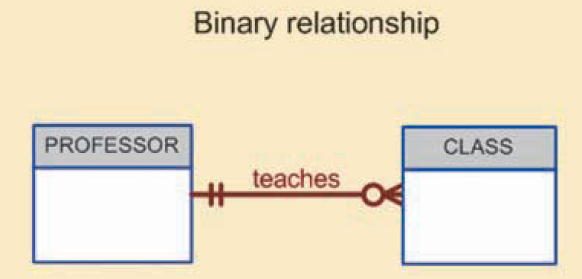 Binary relationship
PROFESSOR
teaches
CLASS